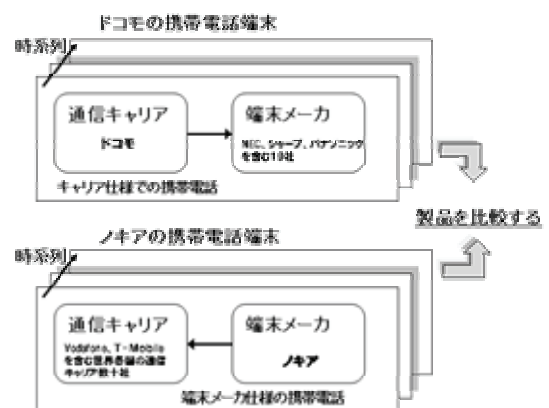 ドコモの携帯電話端末
時系列
通信キャリア
ドコモ
端末メーカ
NEC、シャープ、パナソニック
を含む10社
キャリア仕様での携帯電話
製品を比較する
ノキアの携帯電話端末
時系列
通信キャリア
Vodafone, T-Mobile
を含む世界各国の通信
キャリア数十社
端末メーカ
ノキア
端末メーカ仕様の携帯電話